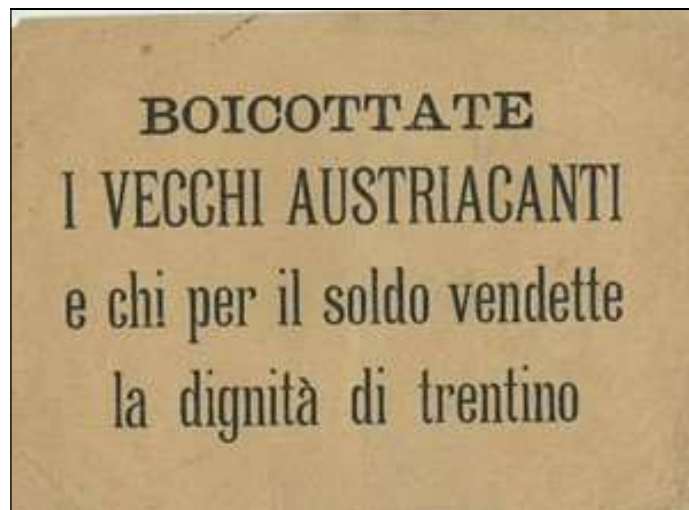 BOICOTTATE
I VECCHI AUSTRIACANTI
e chi per il soldo vendette
la dignità di trentino